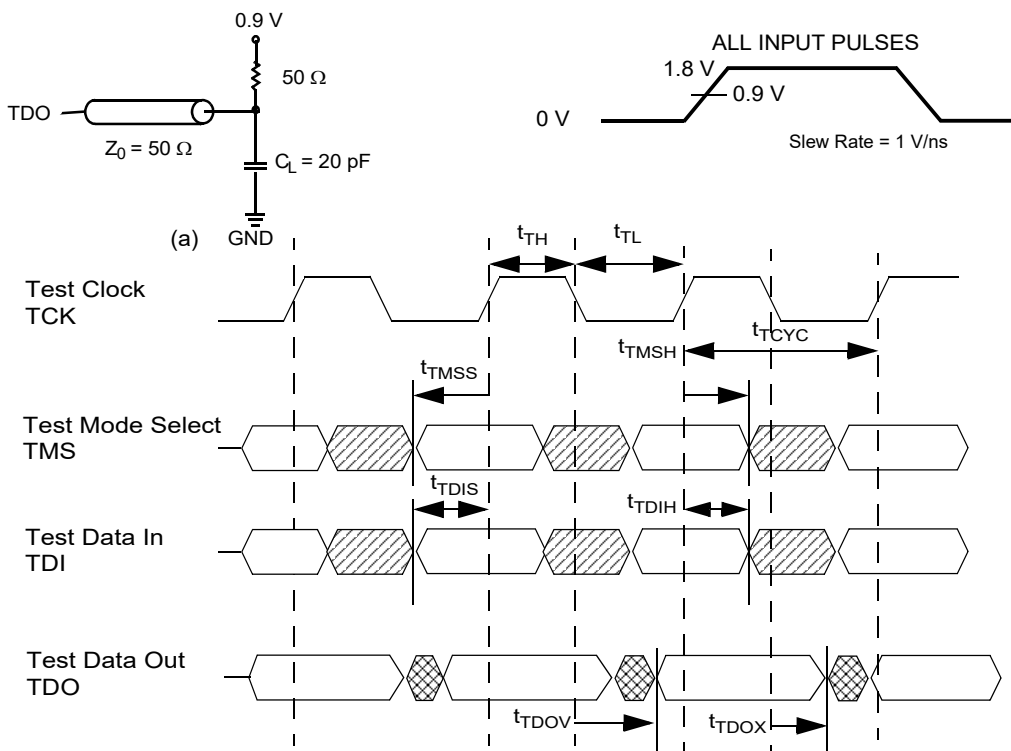 0.9 V
50 Ω
TDO
Z0 = 50 Ω
CL = 20 pF
(a) GND
ALL INPUT PULSES
1.8 V
0.9 V
0 V
Slew Rate = 1 V/ns
tTH
tTL
Test Clock
TCK
tTCYC
tTMSH
tTMSS
Test Mode Select
TMS
tTDIS
tTDIH
Test Data In
TDI
Test Data Out
TDO
tTDOV
tTDOX